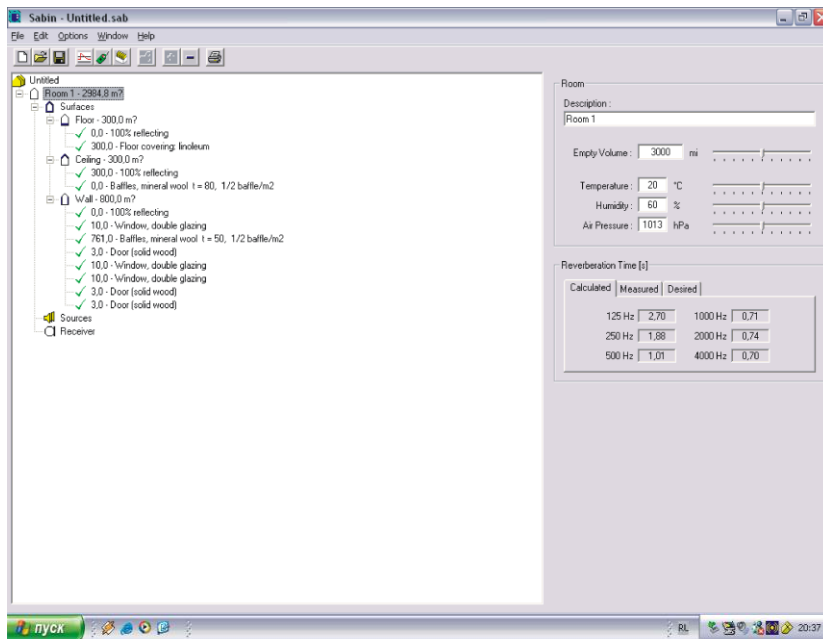 Sabin - Untitled.sab
File Edit Options Window Help
Untitled
Room 1 - 2984,8 m?
Surfaces
Floor - 300,0 m?
0,0 - 100% reflecting
300,0 - Floor covering: linoleum
Ceiling - 300,0 m?
300,0 - 100% reflecting
0,0 - Baffles, mineral wool t = 80, 1/2 baffle/m2
Wall - 800,0 m?
0,0 - 100% reflecting
10,0 - Window, double glazing
761,0 - Baffles, mineral wool t = 50, 1/2 baffle/m2
3,0 - Door (solid wood)
10,0 - Window, double glazing
10,0 - Window, double glazing
3,0 - Door (solid wood)
3,0 - Door (solid wood)
Sources
Receiver
Room
Description :
Room 1
Empty Volume : 3000 mi
Temperature : 20 °C
Humidity : 60 %
Air Pressure : 1013 hPa
Reverberation Time [s]
Calculated Measured Desired
125 Hz 2,70 1000 Hz 0,71
250 Hz 1,88 2000 Hz 0,74
500 Hz 1,01 4000 Hz 0,70
пуск RL 20:37